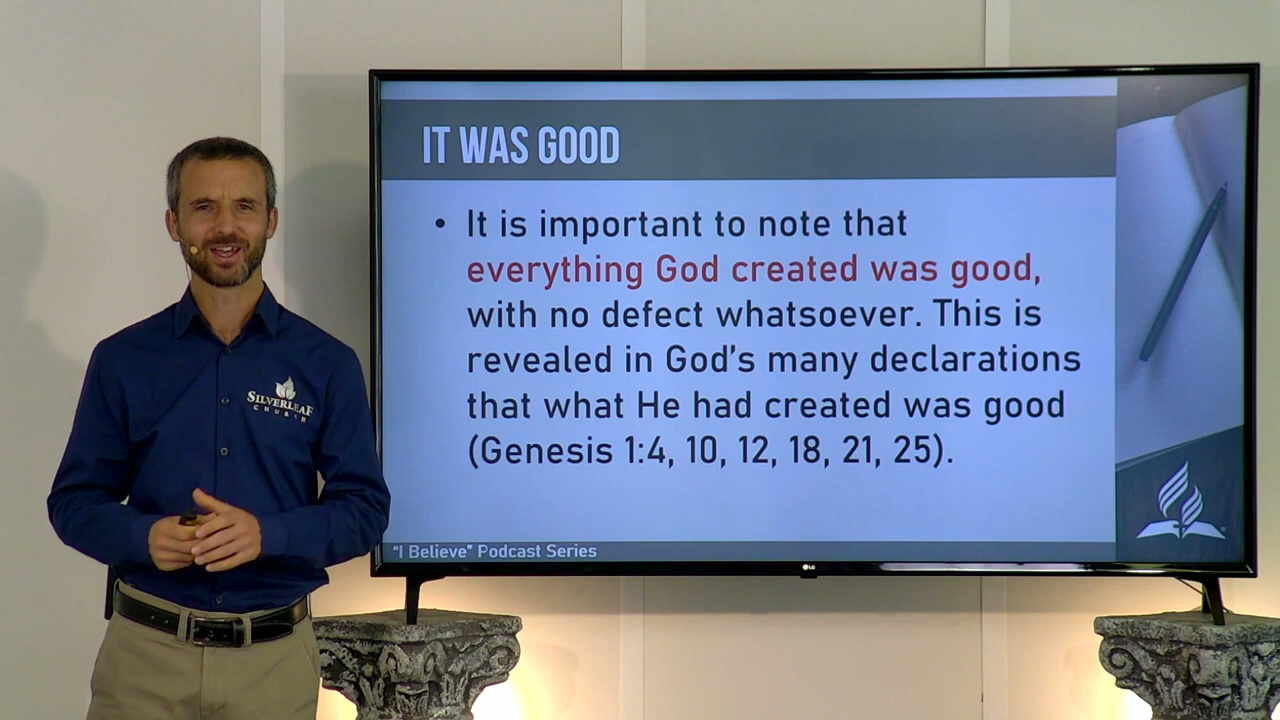 IT WAS GOOD
• It is important to note that
everything God created was good,
with no defect whatsoever. This is
revealed in God's many declarations
that what He had created was good
(Genesis 1:4, 10, 12, 18, 21, 25).
"I Believe" Podcast Series
SILVERLEAF
CHURCH
LG